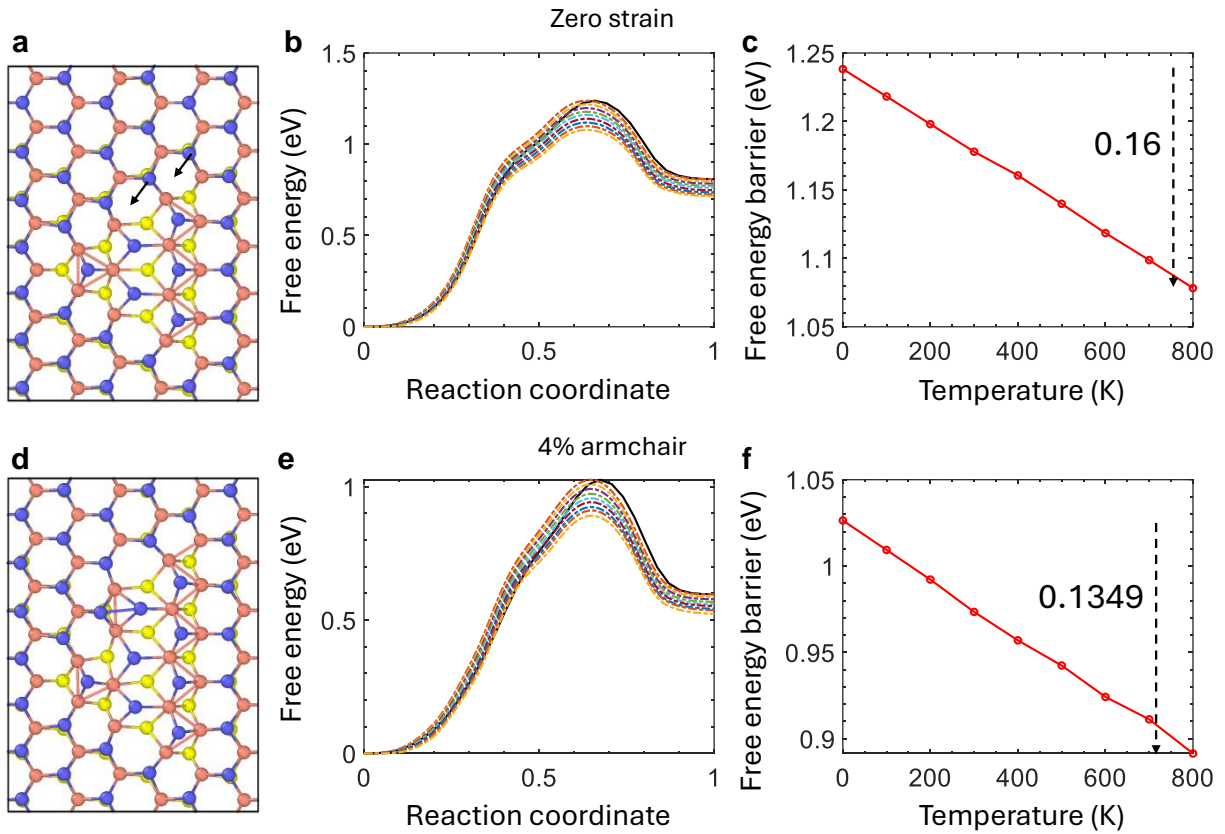 Zero strain
a
b
c
Free energy (eV)
1.5
1
0.5
0
0
0.5
1
Reaction coordinate
Free energy barrier (eV)
1.25
1.2
1.15
1.1
1.05
0.16
0
200
400
600
800
Temperature (K)
4% armchair
d
e
f
Free energy (eV)
1
0.5
0
0
0.5
1
Reaction coordinate
Free energy barrier (eV)
1.05
1
0.95
0.9
0.1349
0
200
400
600
800
Temperature (K)